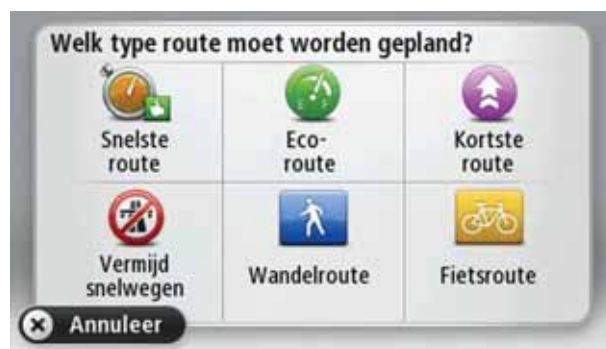 Welk type route moet worden gepland?
Snelste
route
Eco-
route
Kortste
route
Vermijd
snelwegen
Wandelroute
Fietsroute
Annuleer